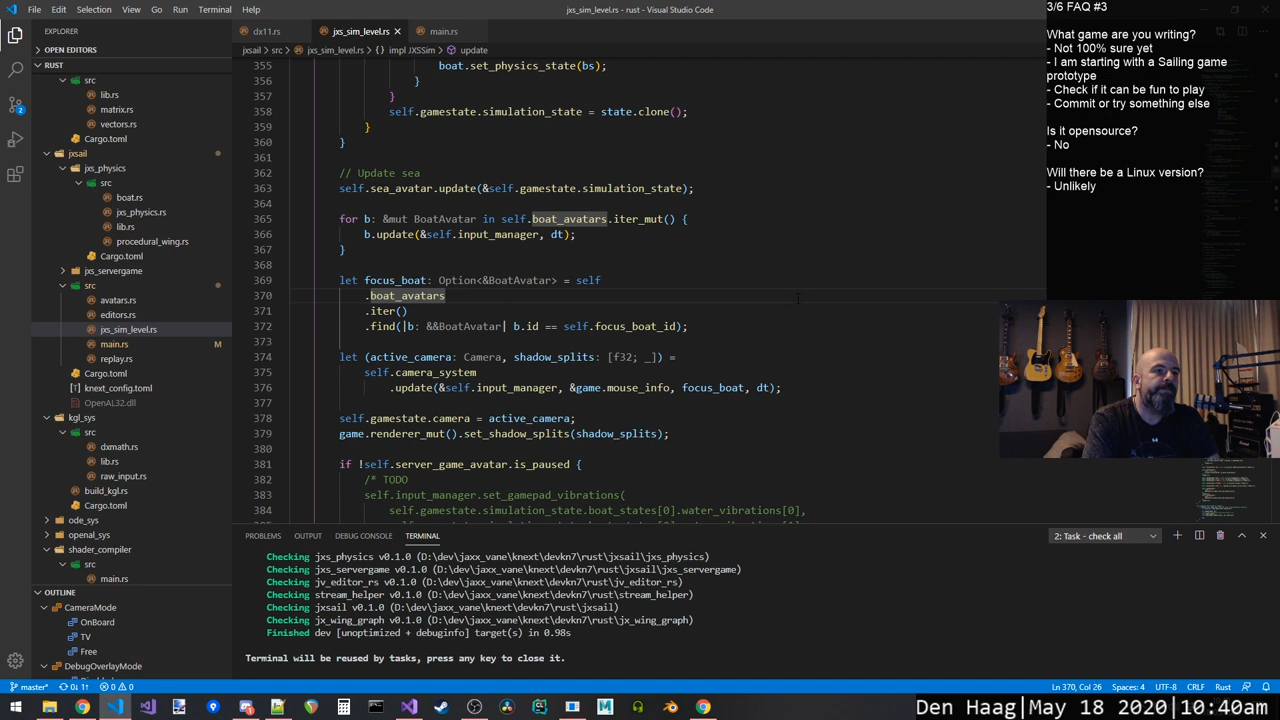 File Edit Selection View Go Run Terminal Help
jxs_sim_level.rs - rust - Visual Studio Code
3/6 FAQ #3
What game are you writing?
- Not 100% sure yet
- I am starting with a Sailing game
prototype
- Check if it can be fun to play
- Commit or try something else
Is it opensource?
- No
Will there be a Linux version?
- Unlikely
EXPLORER
OPEN EDITORS
RUST
src
lib.rs
matrix.rs
vectors.rs
Cargo.toml
jxsail
jxs_physics
src
boat.rs
jxs_physics.rs
lib.rs
procedural_wing.rs
Cargo.toml
jxs_servergame
src
avatars.rs
editors.rs
jxs_sim_level.rs
main.rs M
replay.rs
Cargo.toml
knext_config.toml
OpenAL32.dll
kgl_sys
src
dxmath.rs
lib.rs
raw_input.rs
build_kgl.rs
Cargo.toml
ode_sys
openal_sys
shader_compiler
src
main.rs
OUTLINE
CameraMode
OnBoard
TV
Free
DebugOverlayMode
dx11.rs jxs_sim_level.rs main.rs
jxsail > src > jxs_sim_level.rs > {} impl JXSSim > update
355 boat.set_physics_state(bs);
356 }
357 }
358 self.gamestate.simulation_state = state.clone();
359 }
360 }
361
362 // Update sea
363 self.sea_avatar.update(&self.gamestate.simulation_state);
364
365 for b: &mut BoatAvatar in self.boat_avatars.iter_mut() {
366 b.update(&self.input_manager, dt);
367 }
368
369 let focus_boat: Option<&BoatAvatar> = self
370 .boat_avatars
371 .iter()
372 .find(|b: &&BoatAvatar| b.id == self.focus_boat_id);
373
374 let (active_camera: Camera, shadow_splits: [f32; _]) =
375 self.camera_system
376 .update(&self.input_manager, &game.mouse_info, focus_boat, dt);
377
378 self.gamestate.camera = active_camera;
379 game.renderer_mut().set_shadow_splits(shadow_splits);
380
381 if !self.server_game_avatar.is_paused {
382 /* TODO
383 self.input_manager.set_gamepad_vibrations(
384 self.gamestate.simulation_state.boat_states[0].water_vibrations[0],
PROBLEMS OUTPUT DEBUG CONSOLE TERMINAL
2: Task - check all
Checking jxs_physics v0.1.0 (D:\dev\jaxx_vane\knext\devkn7\rust\jxsail\jxs_physics)
Checking jxs_servergame v0.1.0 (D:\dev\jaxx_vane\knext\devkn7\rust\jxsail\jxs_servergame)
Checking jv_editor_rs v0.1.0 (D:\dev\jaxx_vane\knext\devkn7\rust\jv_editor_rs)
Checking stream_helper v0.1.0 (D:\dev\jaxx_vane\knext\devkn7\rust\stream_helper)
Checking jxsail v0.1.0 (D:\dev\jaxx_vane\knext\devkn7\rust\jxsail)
Checking jx_wing_graph v0.1.0 (D:\dev\jaxx_vane\knext\devkn7\rust\jx_wing_graph)
Finished dev [unoptimized + debuginfo] target(s) in 0.98s
Terminal will be reused by tasks, press any key to close it.
master* 0↓ 1↑ 0 0
Ln 370, Col 26 Spaces: 4 UTF-8 CRLF Rust
Den Haag|May 18 2020|10:40am